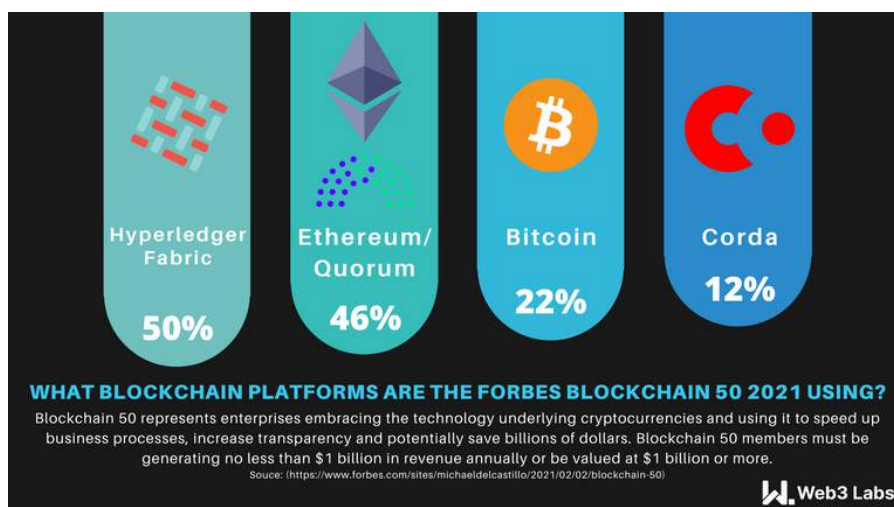 Hyperledger
Fabric
50%
Ethereum/
Quorum
46%
Bitcoin
22%
Corda
12%
WHAT BLOCKCHAIN PLATFORMS ARE THE FORBES BLOCKCHAIN 50 2021 USING?
Blockchain 50 represents enterprises embracing the technology underlying cryptocurrencies and using it to speed up
business processes, increase transparency and potentially save billions of dollars. Blockchain 50 members must be
generating no less than $1 billion in revenue annually or be valued at $1 billion or more.
Souce: (https://www.forbes.com/sites/michaeldelcastillo/2021/02/02/blockchain-50)
Web3 Labs